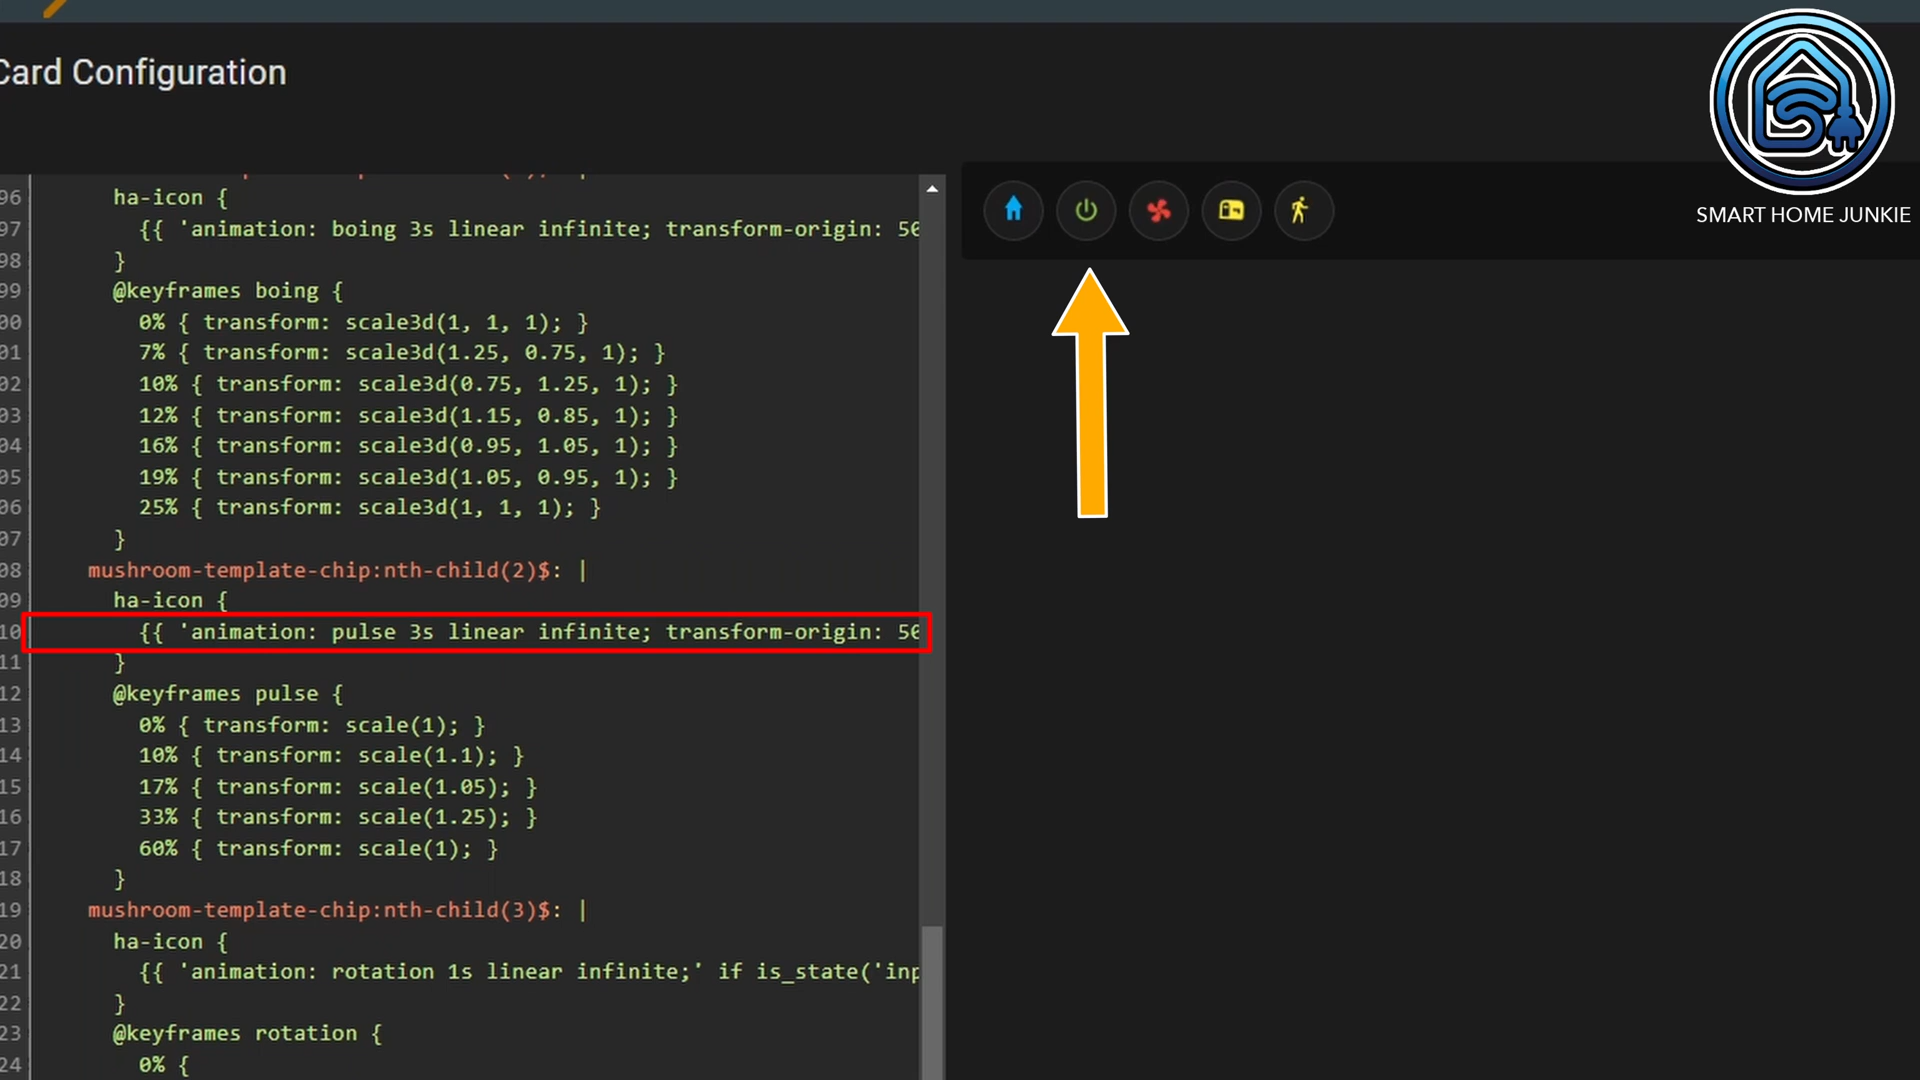 Card Configuration
SMART HOME JUNKIE
96 ha-icon {
97 {{ 'animation: boing 3s linear infinite; transform-origin: 50
98 }
99 @keyframes boing {
00 0% { transform: scale3d(1, 1, 1); }
01 7% { transform: scale3d(1.25, 0.75, 1); }
02 10% { transform: scale3d(0.75, 1.25, 1); }
03 12% { transform: scale3d(1.15, 0.85, 1); }
04 16% { transform: scale3d(0.95, 1.05, 1); }
05 19% { transform: scale3d(1.05, 0.95, 1); }
06 25% { transform: scale3d(1, 1, 1); }
07 }
08 mushroom-template-chip:nth-child(2)$: |
09 ha-icon {
10 {{ 'animation: pulse 3s linear infinite; transform-origin: 50
11 }
12 @keyframes pulse {
13 0% { transform: scale(1); }
14 10% { transform: scale(1.1); }
15 17% { transform: scale(1.05); }
16 33% { transform: scale(1.25); }
17 60% { transform: scale(1); }
18 }
19 mushroom-template-chip:nth-child(3)$: |
20 ha-icon {
21 {{ 'animation: rotation 1s linear infinite;' if is_state('inp
22 }
23 @keyframes rotation {
24 0% {